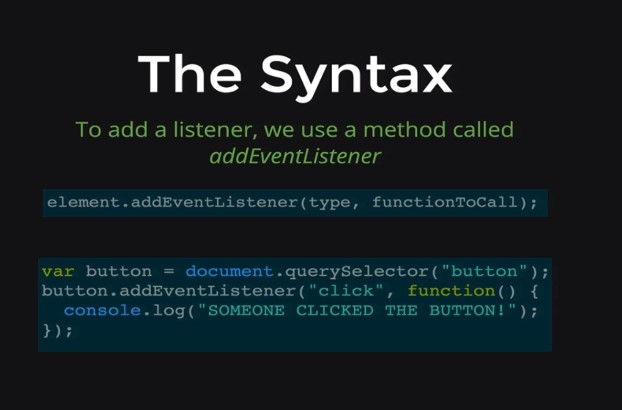 The Syntax
To add a listener, we use a method called
addEventListener
element.addEventListener(type, functionToCall);
var button = document.querySelector("button");
button.addEventListener("click", function() {
  console.log("SOMEONE CLICKED THE BUTTON!");
});